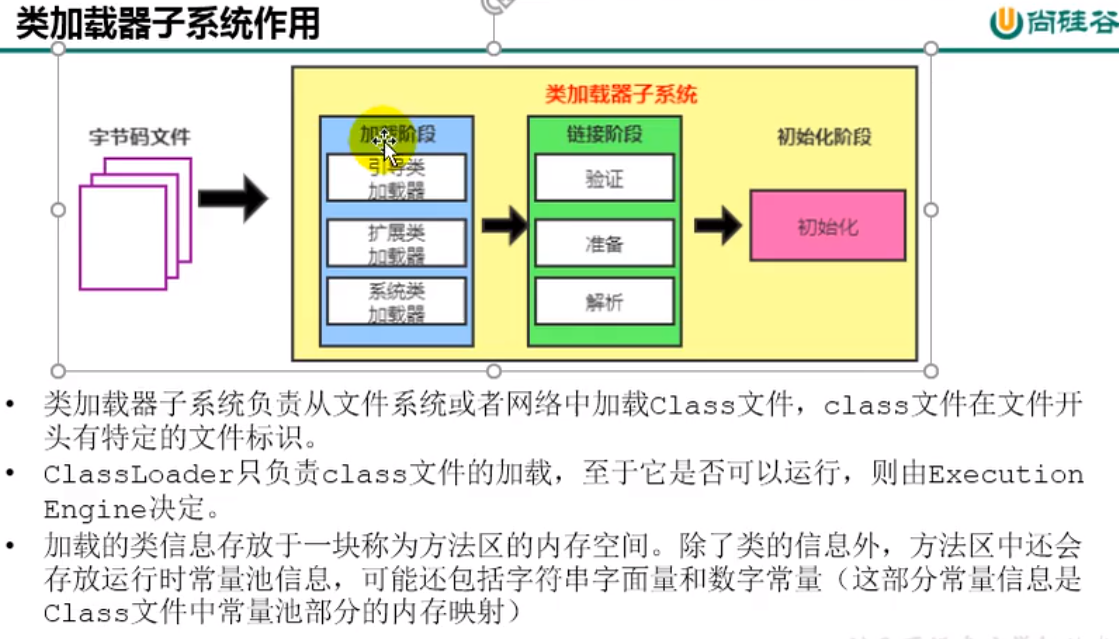 类加载器子系统作用
尚硅谷
类加载器子系统
字节码文件
加载阶段
引导类
加载器
扩展类
加载器
系统类
加载器
链接阶段
验证
准备
解析
初始化阶段
初始化
• 类加载器子系统负责从文件系统或者网络中加载Class文件，class文件在文件开
头有特定的文件标识。
• ClassLoader只负责class文件的加载，至于它是否可以运行，则由Execution
Engine决定。
• 加载的类信息存放于一块称为方法区的内存空间。除了类的信息外，方法区中还会
存放运行时常量池信息，可能还包括字符串字面量和数字常量（这部分常量信息是
Class文件中常量池部分的内存映射）